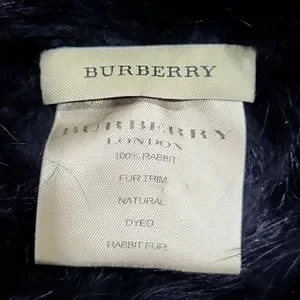 BURBERRY
BURBERRY
LONDON
100% RABBIT
FUR TRIM
NATURAL
DYED
RABBIT FUR